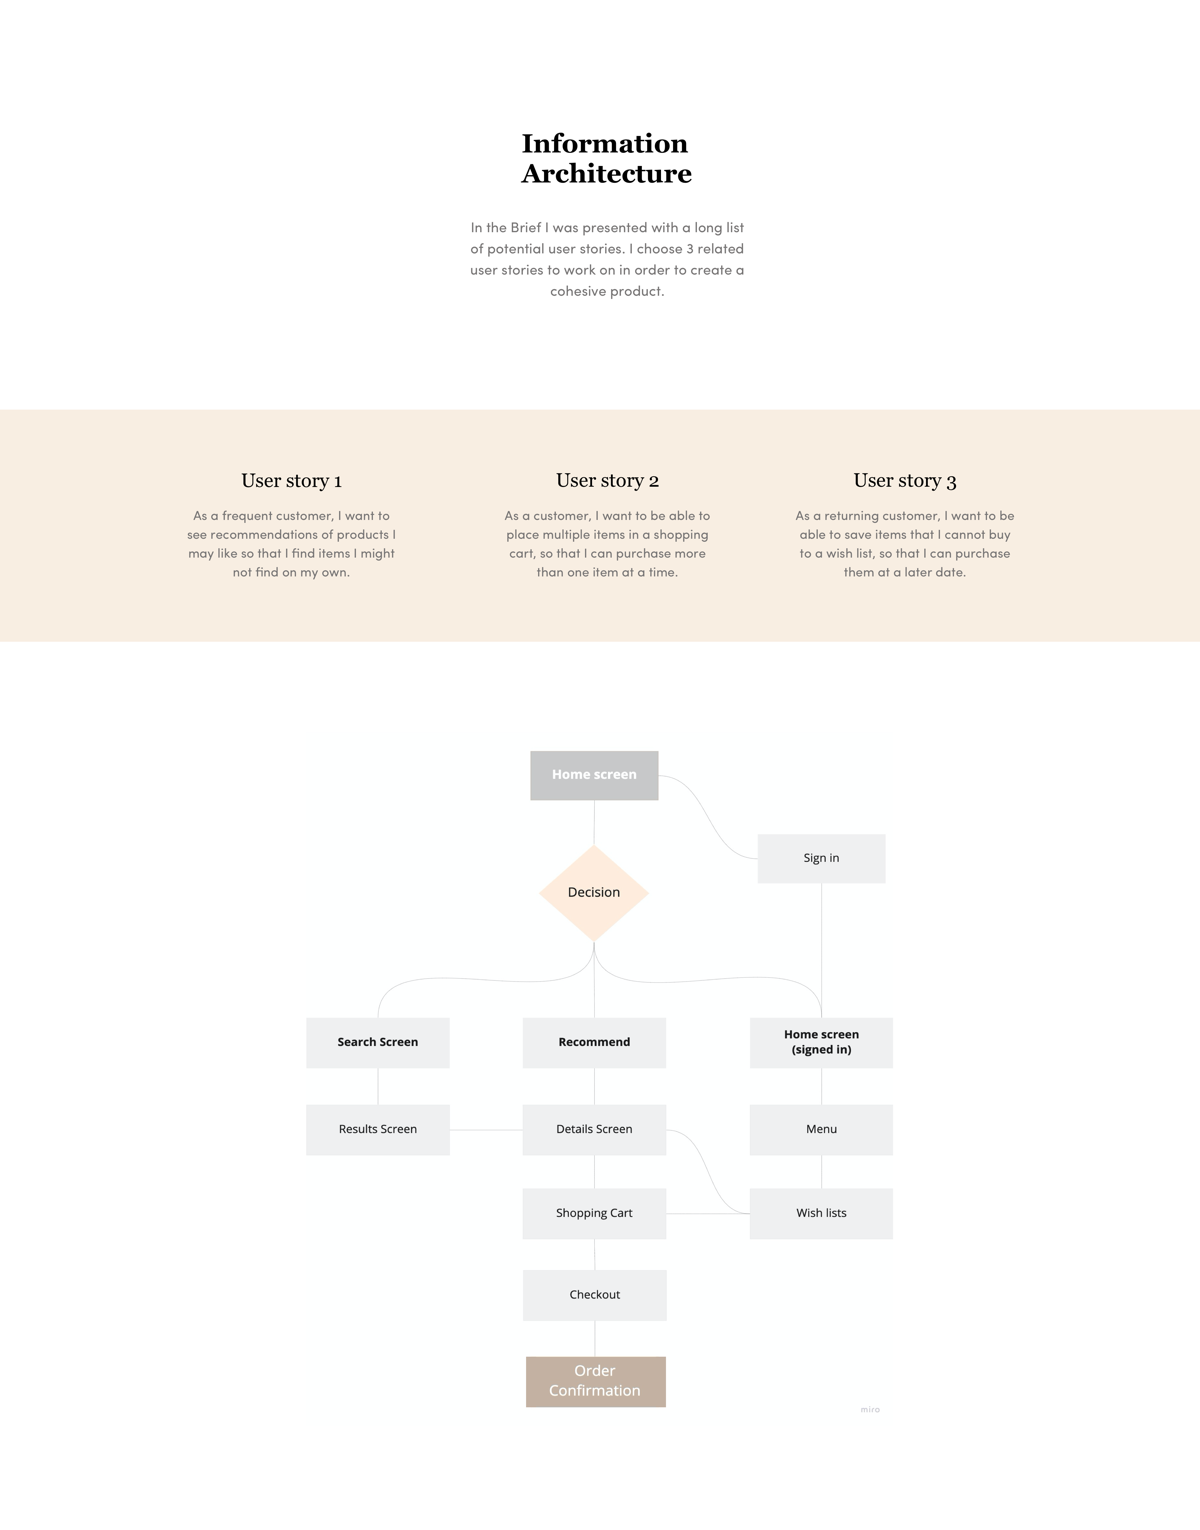 Information
Architecture
In the Brief I was presented with a long list
of potential user stories. I choose 3 related
user stories to work on in order to create a
cohesive product.
User story 1
As a frequent customer, I want to
see recommendations of products I
may like so that I find items I might
not find on my own.
User story 2
As a customer, I want to be able to
place multiple items in a shopping
cart, so that I can purchase more
than one item at a time.
User story 3
As a returning customer, I want to be
able to save items that I cannot buy
to a wish list, so that I can purchase
them at a later date.
Home screen
Sign in
Decision
Search Screen
Recommend
Home screen
(signed in)
Results Screen
Details Screen
Menu
Shopping Cart
Wish lists
Checkout
Order
Confirmation
miro